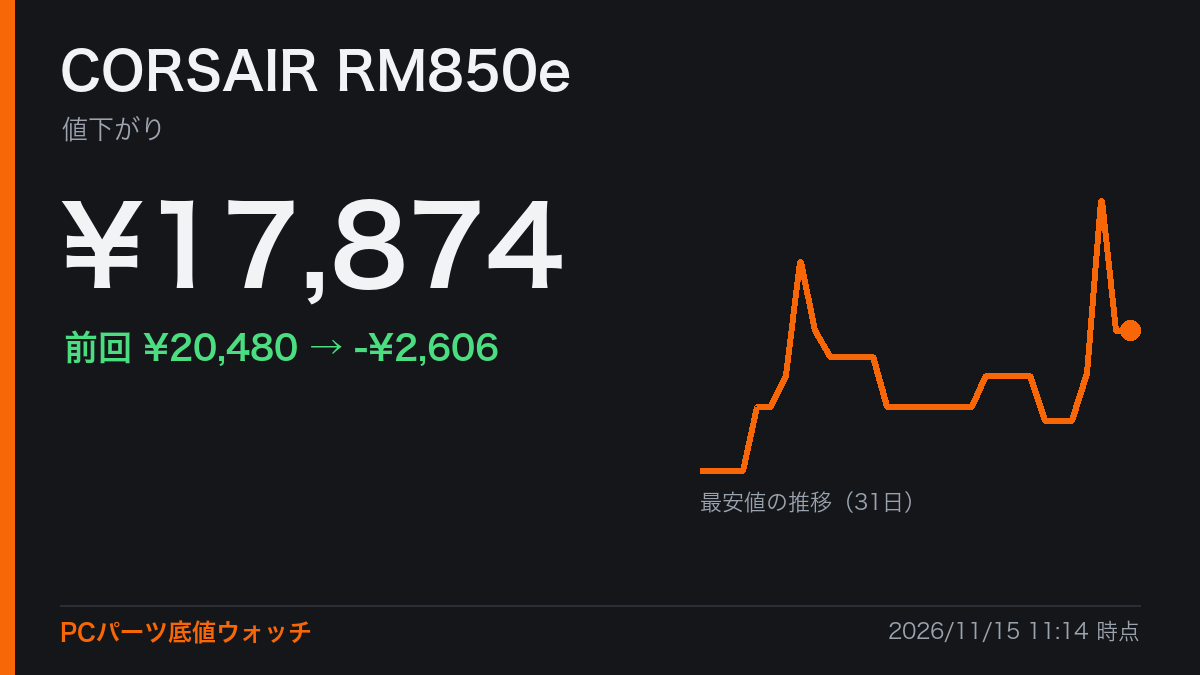 CORSAIR RM850e
値下がり
¥17,874
前回 ¥20,480 → -¥2,606
最安値の推移（31日）
PCパーツ底値ウォッチ
2026/11/15 11:14 時点